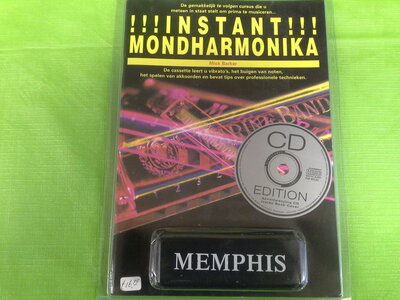 De gemakkelijk te volgen cursus die u
meteen in staat stelt om prima te musiceren...
!!!INSTANT!!!
MONDHARMONIKA
Mick Barker
De cassette leert u vibrato's, het buigen van noten,
het spelen van akkoorden en bevat tips over professionele technieken.
CD
EDITION
MEMPHIS